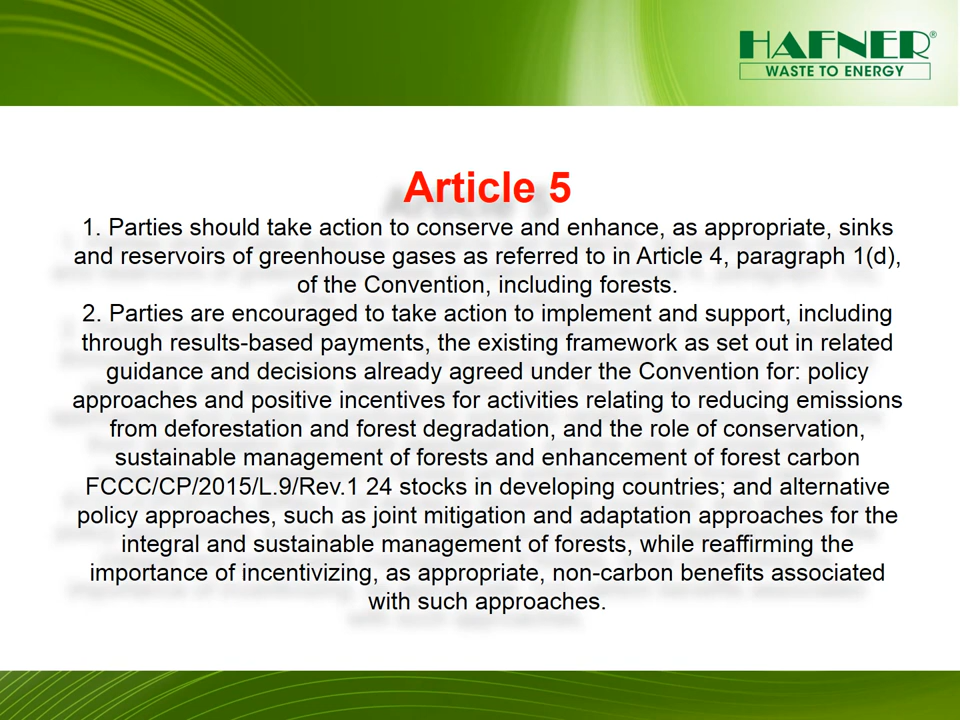 HAFNER®
WASTE TO ENERGY
Article 5
1. Parties should take action to conserve and enhance, as appropriate, sinks
and reservoirs of greenhouse gases as referred to in Article 4, paragraph 1(d),
of the Convention, including forests.
2. Parties are encouraged to take action to implement and support, including
through results-based payments, the existing framework as set out in related
guidance and decisions already agreed under the Convention for: policy
approaches and positive incentives for activities relating to reducing emissions
from deforestation and forest degradation, and the role of conservation,
sustainable management of forests and enhancement of forest carbon
FCCC/CP/2015/L.9/Rev.1 24 stocks in developing countries; and alternative
policy approaches, such as joint mitigation and adaptation approaches for the
integral and sustainable management of forests, while reaffirming the
importance of incentivizing, as appropriate, non-carbon benefits associated
with such approaches.